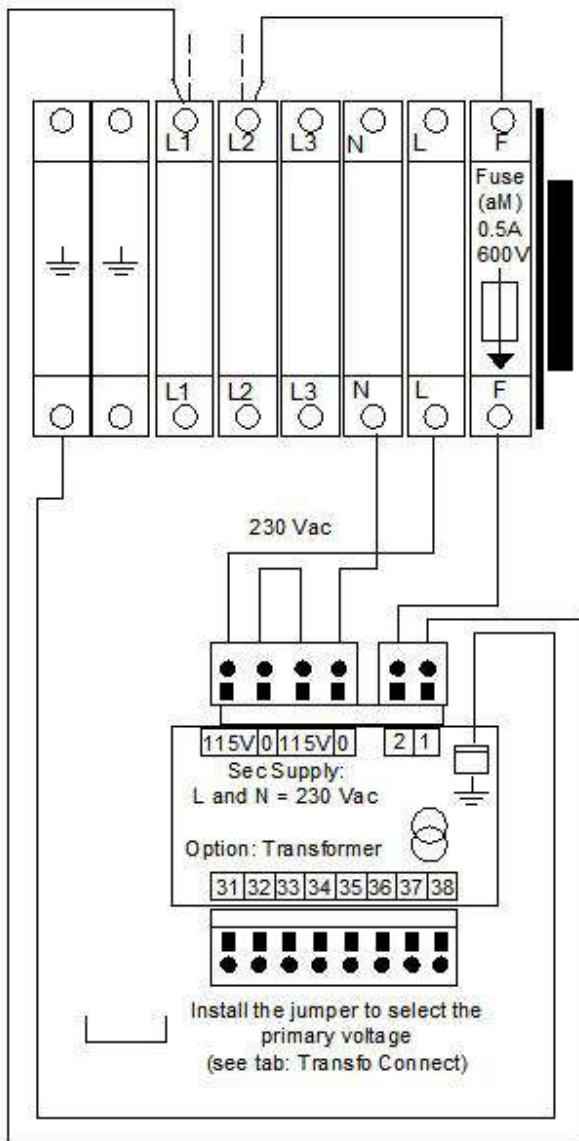 L1 L2 L3 N L F
Fuse
(aM)
0.5A
600V
L1 L2 L3 N L F
230 Vac
115V 0 115V 0 2 1
Sec Supply:
L and N = 230 Vac
Option: Transformer
31 32 33 34 35 36 37 38
Install the jumper to select the
primary voltage
(see tab: Transfo Connect)